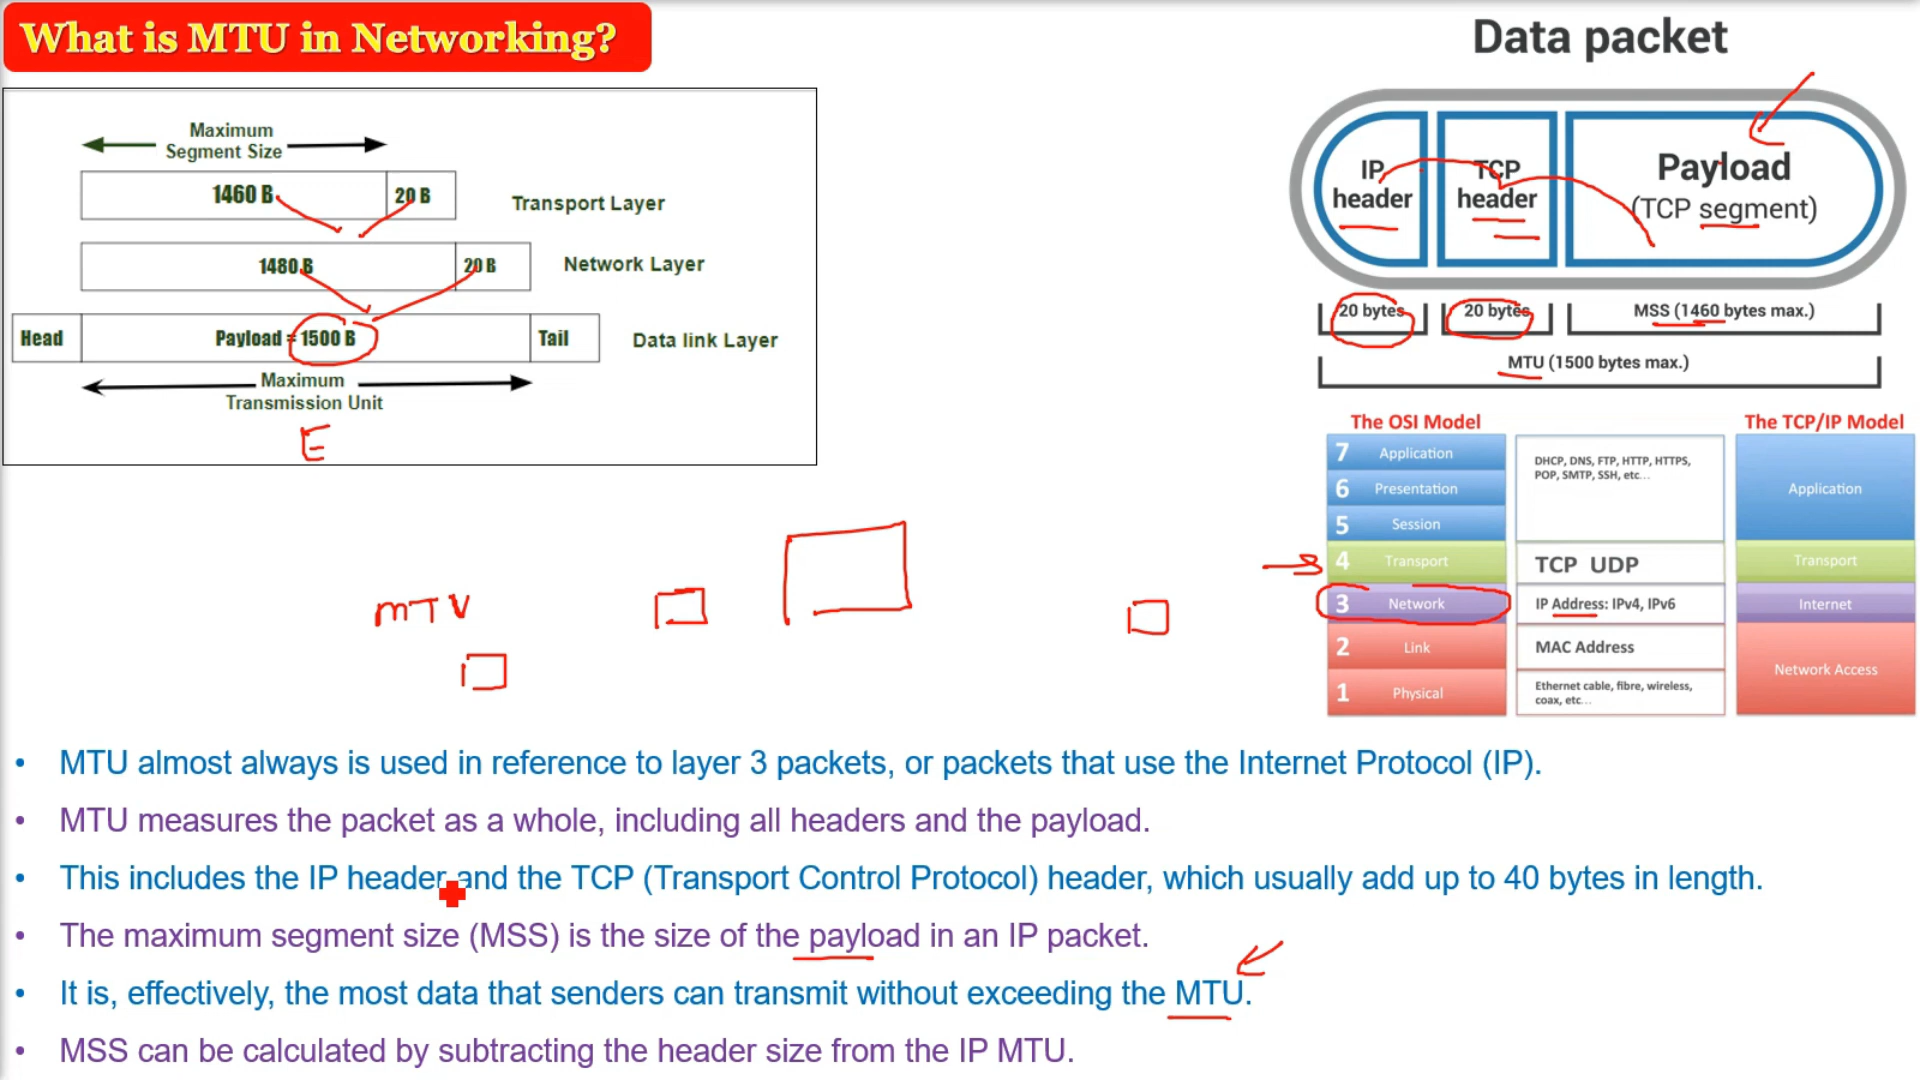 What is MTU in Networking?
Maximum
Segment Size
1460 B
20 B
Transport Layer
1480 B
20 B
Network Layer
Head
Payload = 1500 B
Tail
Data link Layer
Maximum
Transmission Unit
E
mTV
Data packet
IP
header
TCP
header
Payload
(TCP segment)
20 bytes
20 bytes
MSS (1460 bytes max.)
MTU (1500 bytes max.)
The OSI Model
The TCP/IP Model
7 Application
6 Presentation
5 Session
4 Transport
3 Network
2 Link
1 Physical
DHCP, DNS, FTP, HTTP, HTTPS,
POP, SMTP, SSH, etc...
TCP UDP
IP Address: IPv4, IPv6
MAC Address
Ethernet cable, fibre, wireless,
coax, etc...
Application
Transport
Internet
Network Access
• MTU almost always is used in reference to layer 3 packets, or packets that use the Internet Protocol (IP).
• MTU measures the packet as a whole, including all headers and the payload.
• This includes the IP header and the TCP (Transport Control Protocol) header, which usually add up to 40 bytes in length.
• The maximum segment size (MSS) is the size of the payload in an IP packet.
• It is, effectively, the most data that senders can transmit without exceeding the MTU.
• MSS can be calculated by subtracting the header size from the IP MTU.